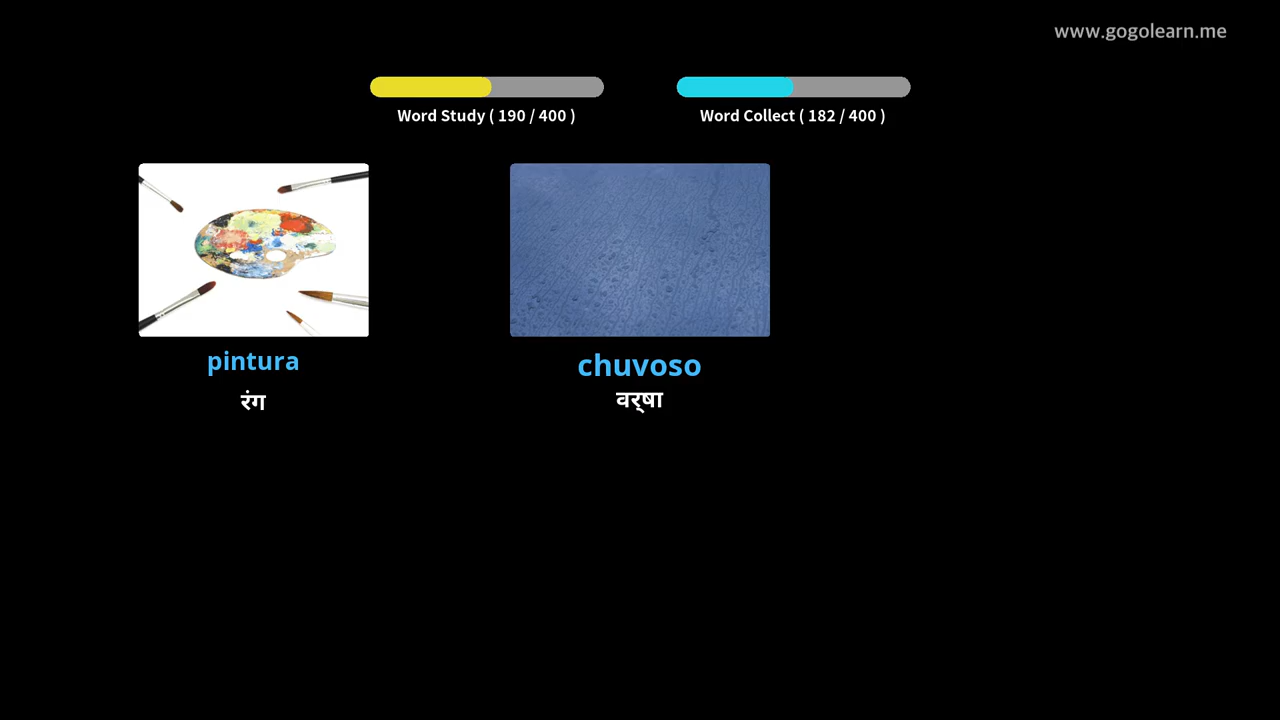 www.gogolearn.me
Word Study ( 190 / 400 )
Word Collect ( 182 / 400 )
pintura
रंग
chuvoso
वर्षा